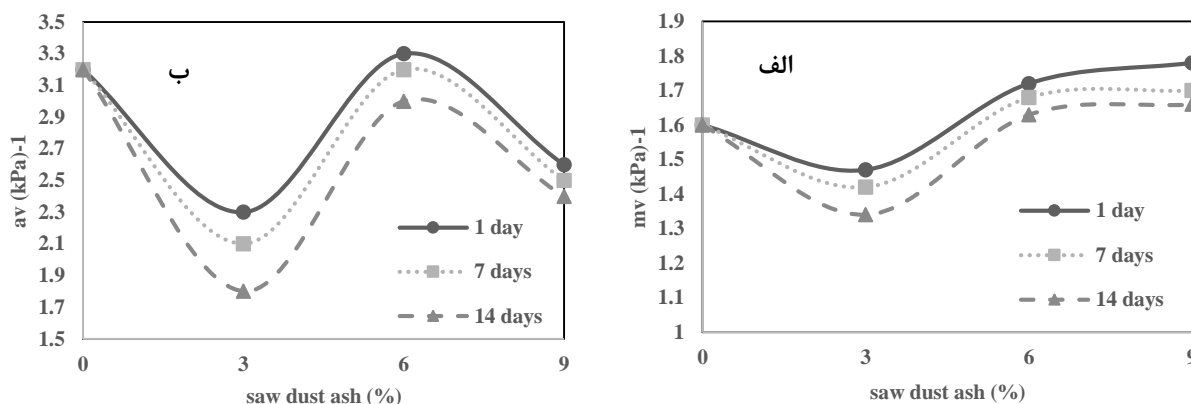 3.5
3.3
3.1
2.9
2.7
2.5
2.3
2.1
1.9
1.7
1.5
av (kPa)-1
ب
1 day
7 days
14 days
0 3 6 9
saw dust ash (%)
1.9
1.8
1.7
1.6
1.5
1.4
1.3
1.2
1.1
1
mv (kPa)-1
الف
1 day
7 days
14 days
0 3 6 9
saw dust ash (%)